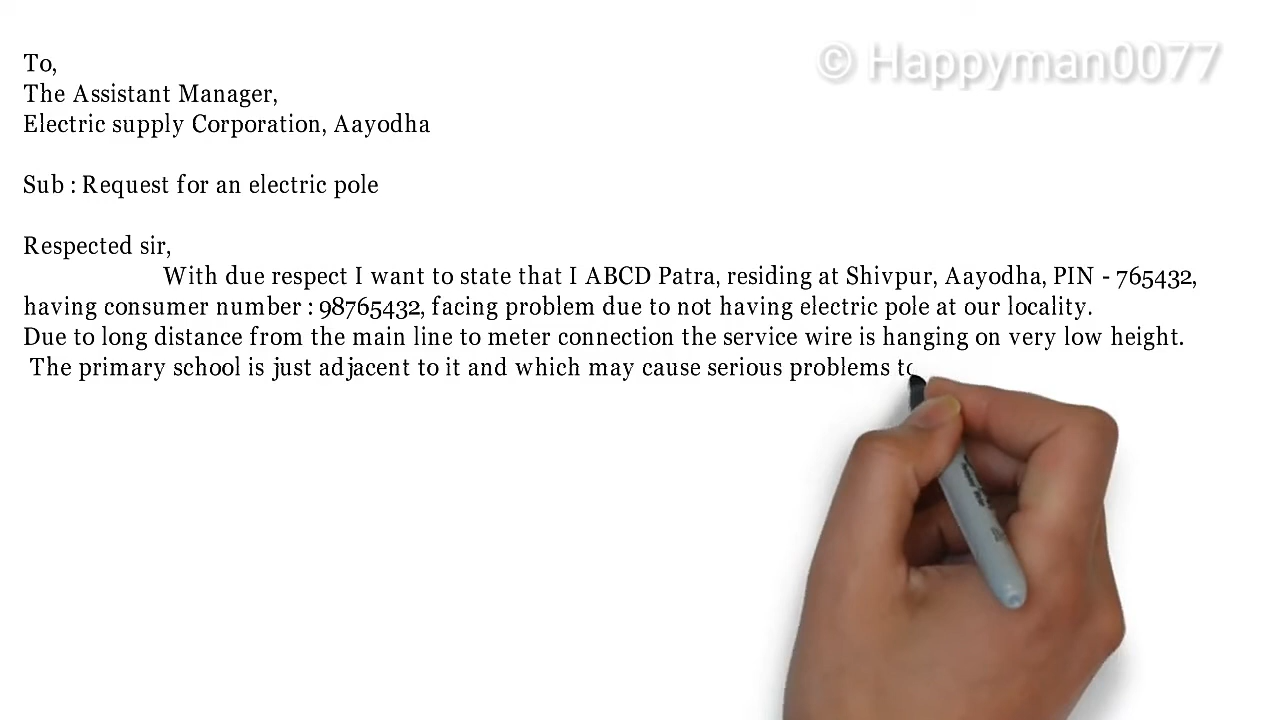 © Happyman0077
To,
The Assistant Manager,
Electric supply Corporation, Aayodha
Sub : Request for an electric pole
Respected sir,
With due respect I want to state that I ABCD Patra, residing at Shivpur, Aayodha, PIN - 765432,
having consumer number : 98765432, facing problem due to not having electric pole at our locality.
Due to long distance from the main line to meter connection the service wire is hanging on very low height.
The primary school is just adjacent to it and which may cause serious problems to